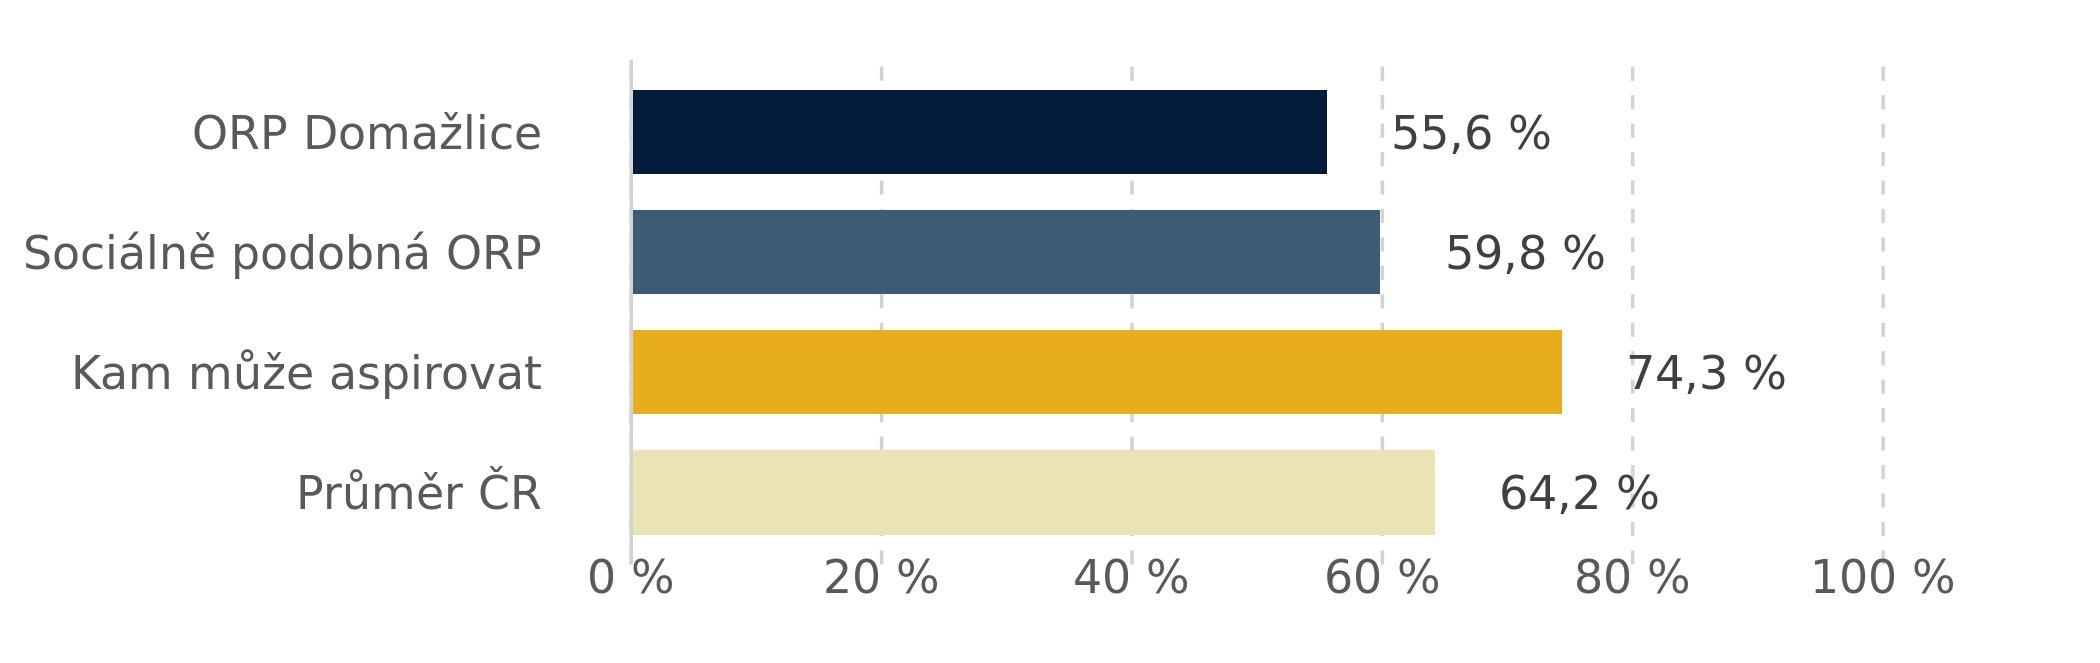 ORP Domažlice 55,6 %
Sociálně podobná ORP 59,8 %
Kam může aspirovat 74,3 %
Průměr ČR 64,2 %
0 % 20 % 40 % 60 % 80 % 100 %